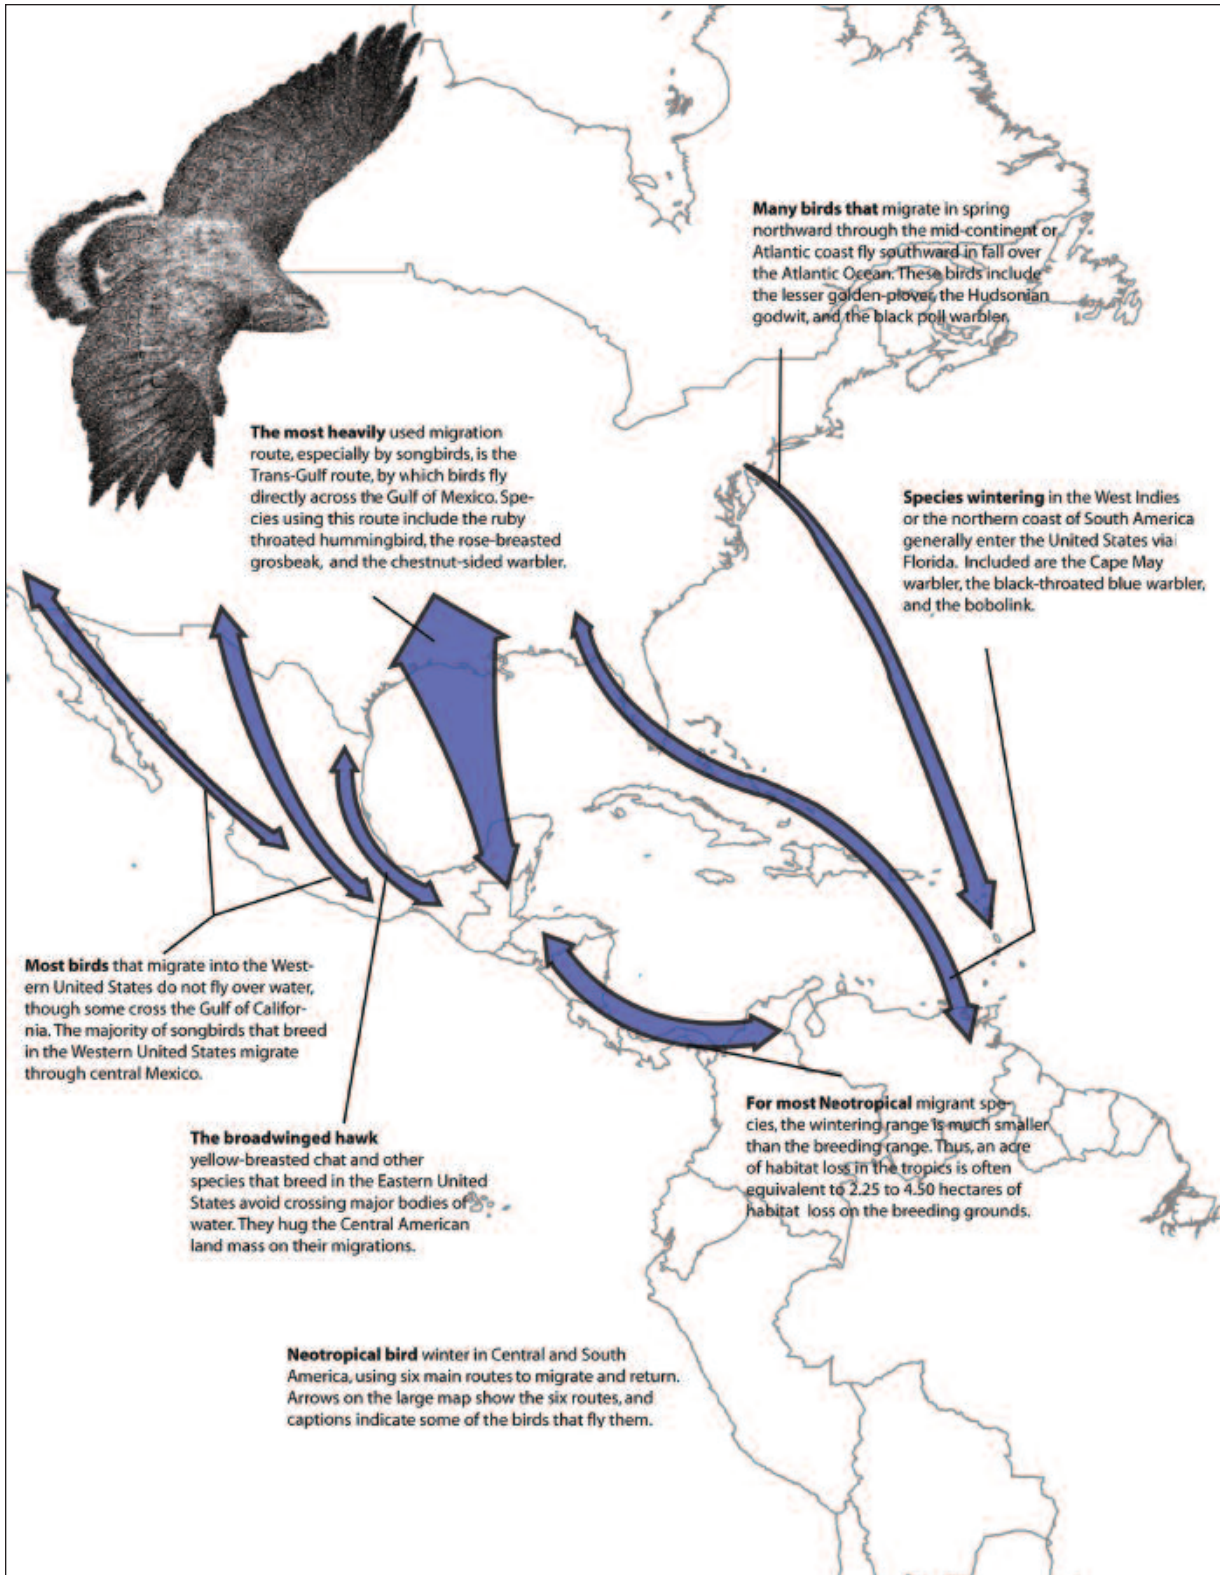 Many birds that migrate in spring
northward through the mid-continent or
Atlantic coast fly southward in fall over
the Atlantic Ocean. These birds include
the lesser golden-plover, the Hudsonian
godwit, and the black poll warbler.
The most heavily used migration
route, especially by songbirds, is the
Trans-Gulf route, by which birds fly
directly across the Gulf of Mexico. Spe-
cies using this route include the ruby
throated hummingbird, the rose-breasted
grosbeak, and the chestnut-sided warbler.
Species wintering in the West Indies
or the northern coast of South America
generally enter the United States via
Florida. Included are the Cape May
warbler, the black-throated blue warbler,
and the bobolink.
Most birds that migrate into the West-
ern United States do not fly over water,
though some cross the Gulf of Califor-
nia. The majority of songbirds that breed
in the Western United States migrate
through central Mexico.
The broadwinged hawk
yellow-breasted chat and other
species that breed in the Eastern United
States avoid crossing major bodies of
water. They hug the Central American
land mass on their migrations.
For most Neotropical migrant spe-
cies, the wintering range is much smaller
than the breeding range. Thus, an acre
of habitat loss in the tropics is often
equivalent to 2.25 to 4.50 hectares of
habitat loss on the breeding grounds.
Neotropical bird winter in Central and South
America, using six main routes to migrate and return.
Arrows on the large map show the six routes, and
captions indicate some of the birds that fly them.